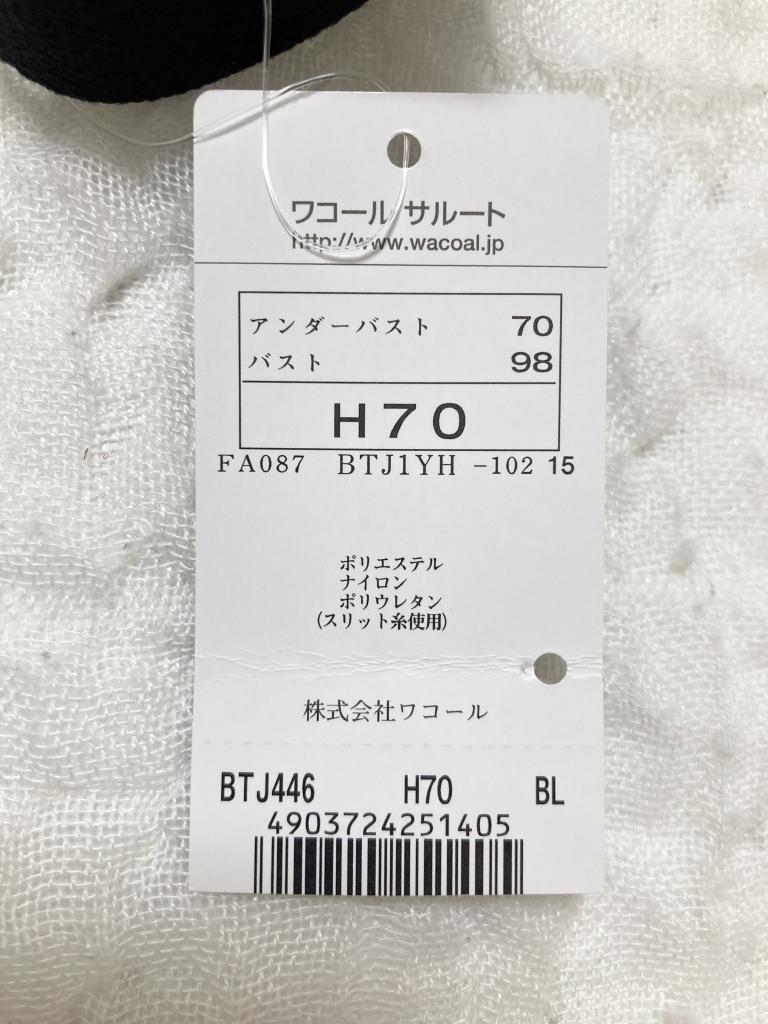 ワコール サルート
http://www.wacoal.jp
アンダーバスト 70
バスト 98
H70
FA087 BTJ1YH -102 15
ポリエステル
ナイロン
ポリウレタン
(スリット糸使用)
株式会社ワコール
BTJ446 H70 BL
4903724251405